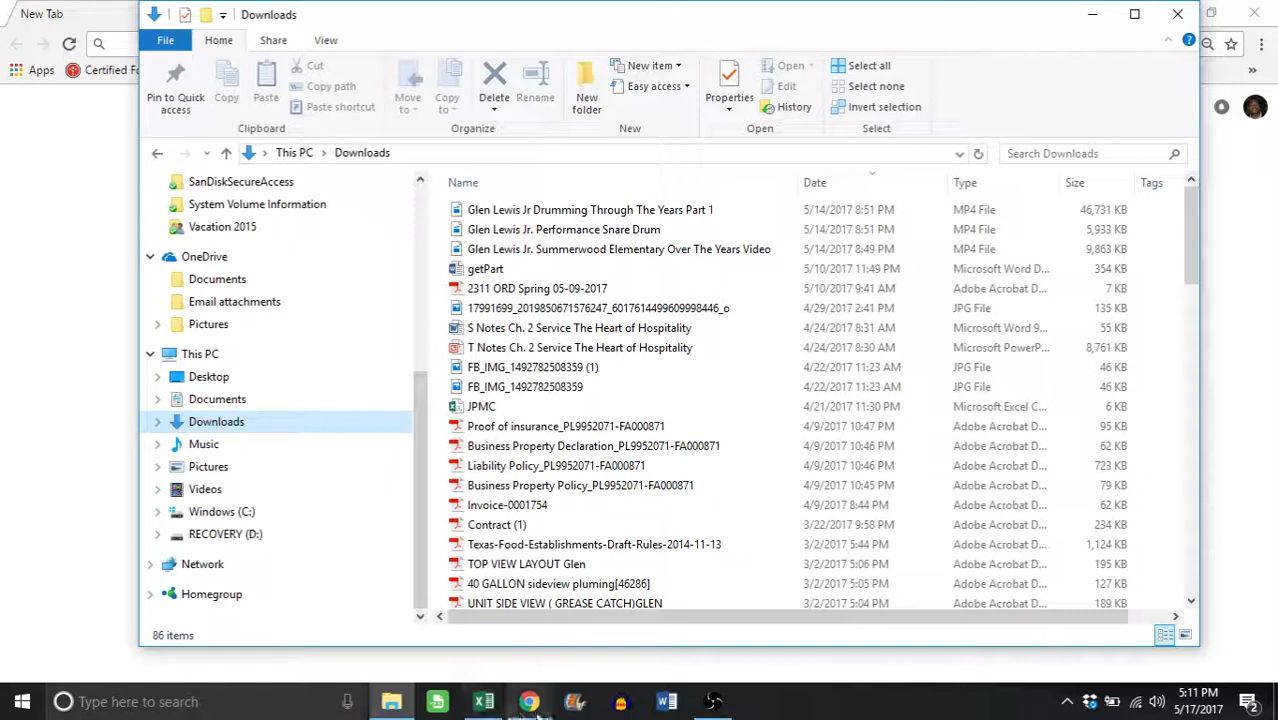 New Tab
Downloads
File Home Share View
Apps Certified Fo
Pin to Quick access
Copy
Paste
Cut
Copy path
Paste shortcut
Clipboard
Move to
Copy to
Delete
Rename
Organize
New folder
New item
Easy access
New
Properties
Open
Edit
History
Open
Select all
Select none
Invert selection
Select
This PC Downloads
Search Downloads
SanDiskSecureAccess
System Volume Information
Vacation 2015
OneDrive
Documents
Email attachments
Pictures
This PC
Desktop
Documents
Downloads
Music
Pictures
Videos
Windows (C:)
RECOVERY (D:)
Network
Homegroup
Name Date Type Size Tags
Glen Lewis Jr Drumming Through The Years Part 1 5/14/2017 8:51 PM MP4 File 46,731 KB
Glen Lewis Jr. Performance Snare Drum 5/14/2017 8:51 PM MP4 File 5,933 KB
Glen Lewis Jr. Summerwood Elementary Over The Years Video 5/14/2017 8:49 PM MP4 File 9,863 KB
getPart 5/10/2017 11:49 PM Microsoft Word D... 354 KB
2311 ORD Spring 05-09-2017 5/10/2017 9:41 AM Adobe Acrobat D... 7 KB
17991699_2019850671576247_6017614499609998446_o 4/29/2017 2:41 PM JPG File 135 KB
S Notes Ch. 2 Service The Heart of Hospitality 4/24/2017 8:31 AM Microsoft Word 9... 55 KB
T Notes Ch. 2 Service The Heart of Hospitality 4/24/2017 8:30 AM Microsoft PowerP... 8,761 KB
FB_IMG_1492782508359 (1) 4/22/2017 11:23 AM JPG File 46 KB
FB_IMG_1492782508359 4/22/2017 11:23 AM JPG File 46 KB
JPMC 4/21/2017 11:30 PM Microsoft Excel C... 6 KB
Proof of insurance_PL9952071-FA000871 4/9/2017 10:47 PM Adobe Acrobat D... 95 KB
Business Property Declaration_PL9952071-FA000871 4/9/2017 10:46 PM Adobe Acrobat D... 62 KB
Liability Policy_PL9952071-FA000871 4/9/2017 10:46 PM Adobe Acrobat D... 723 KB
Business Property Policy_PL9952071-FA000871 4/9/2017 10:45 PM Adobe Acrobat D... 79 KB
Invoice-0001754 4/9/2017 8:44 PM Adobe Acrobat D... 62 KB
Contract (1) 3/22/2017 9:58 PM Adobe Acrobat D... 234 KB
Texas-Food-Establishments-Draft-Rules-2014-11-13 3/2/2017 5:44 PM Adobe Acrobat D... 1,124 KB
TOP VIEW LAYOUT Glen 3/2/2017 5:06 PM Adobe Acrobat D... 195 KB
40 GALLON sideview pluming[46286] 3/2/2017 5:05 PM Adobe Acrobat D... 127 KB
UNIT SIDE VIEW ( GREASE CATCH)GLEN 3/2/2017 5:04 PM Adobe Acrobat D... 189 KB
86 items
Type here to search
5:11 PM
5/17/2017
2